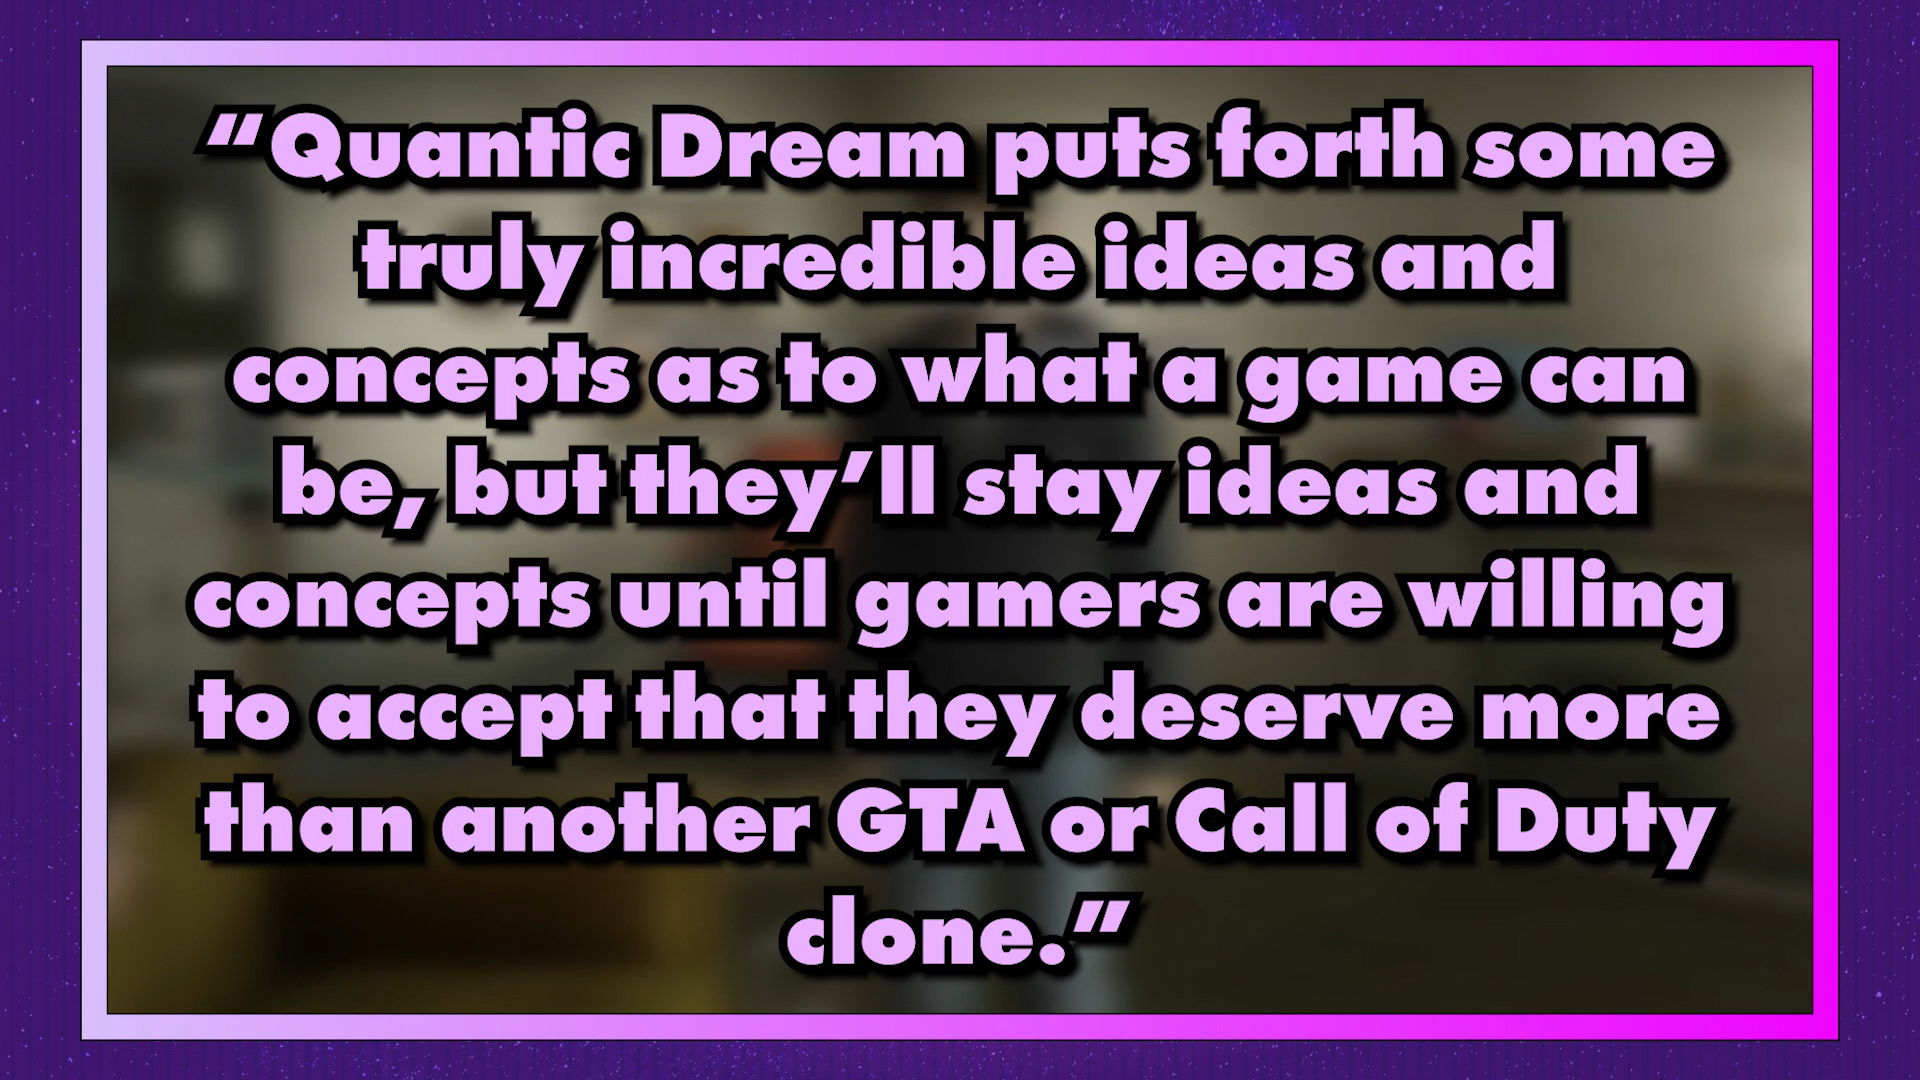 “Quantic Dream puts forth some
truly incredible ideas and
concepts as to what a game can
be, but they’ll stay ideas and
concepts until gamers are willing
to accept that they deserve more
than another GTA or Call of Duty
clone.”